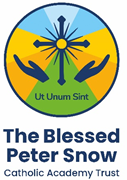 Ut Unum Sint
The Blessed
Peter Snow
Catholic Academy Trust